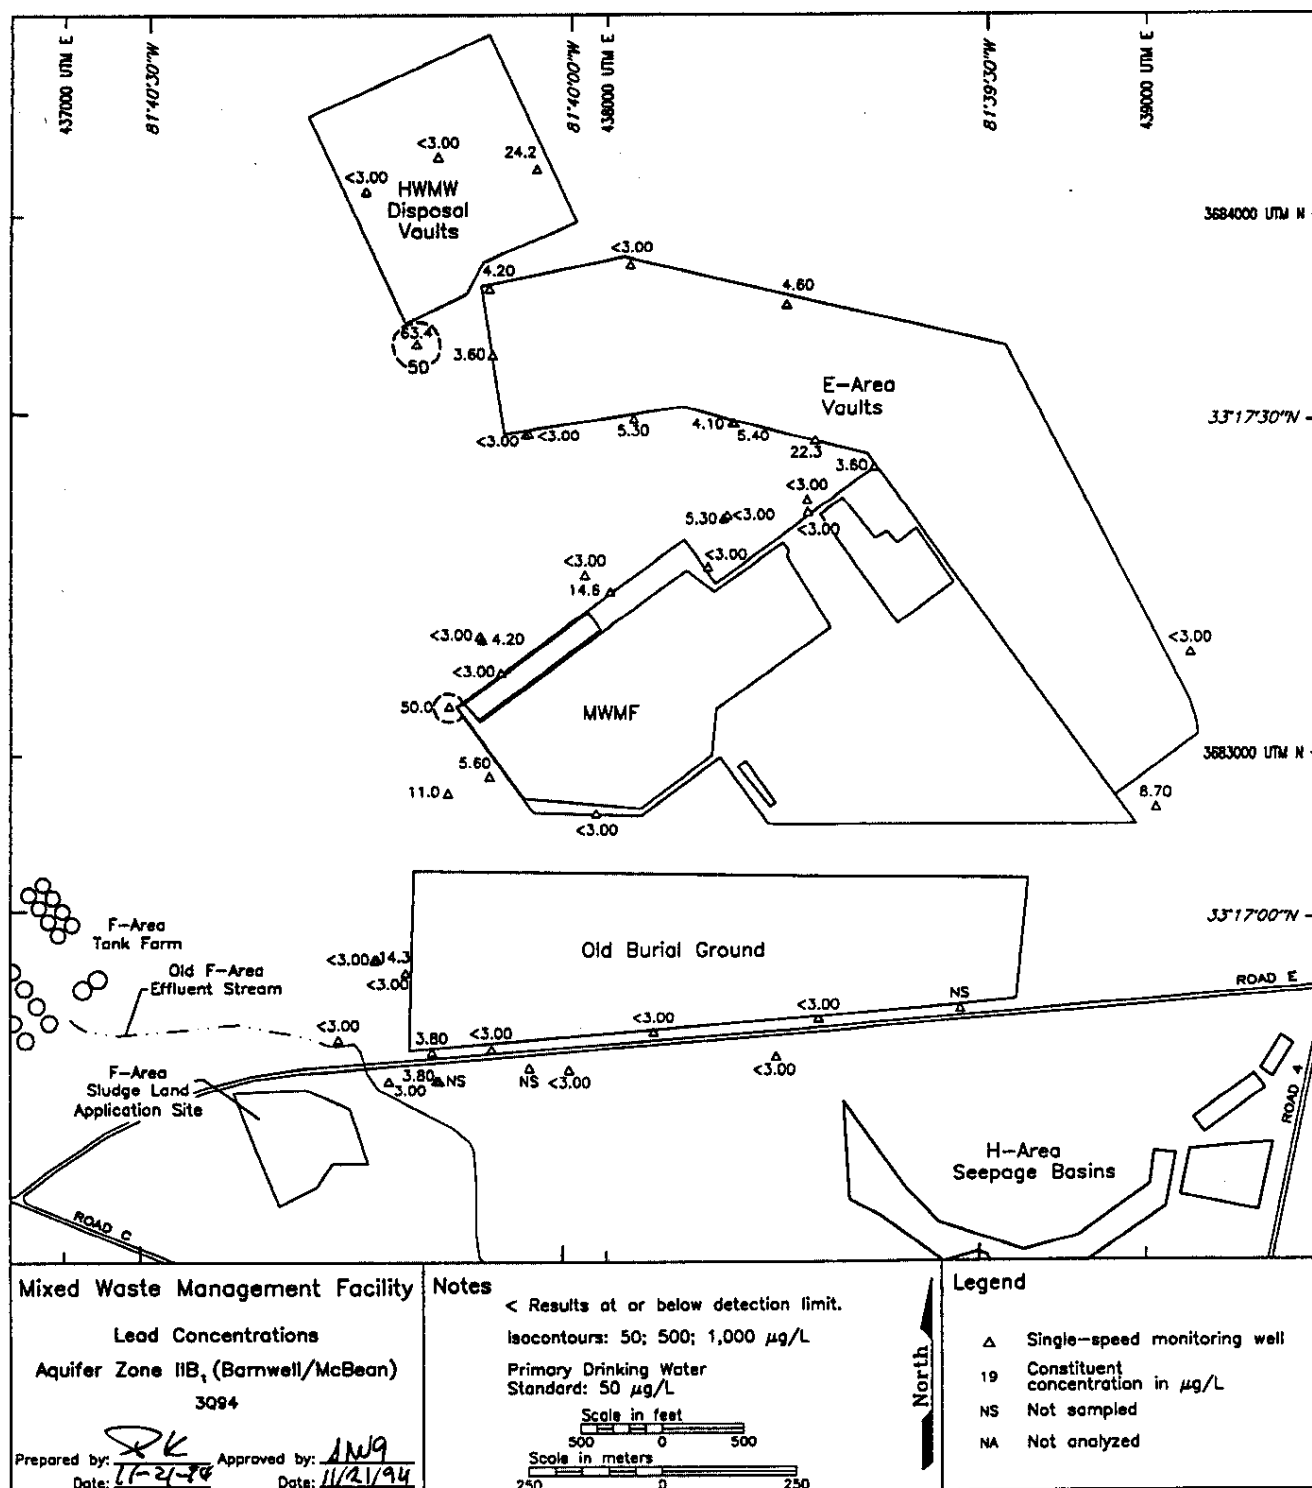 437000 UTM E
81°40'30"W
81°40'00"W
438000 UTM E
81°39'30"W
439000 UTM E
<3.00
24.2
<3.00
HWMW
Disposal
Vaults
3684000 UTM N
<3.00
4.20
4.60
63.4
50
3.60
E-Area
Vaults
33°17'30"N
<3.00
<3.00
5.30
4.10
5.40
22.3
3.60
<3.00
5.30
<3.00
<3.00
<3.00
<3.00
14.6
<3.00
4.20
<3.00
<3.00
50.0
MWMF
3683000 UTM N
5.60
11.0
8.70
<3.00
33°17'00"N
F-Area
Tank Farm
Old Burial Ground
<3.00
14.3
<3.00
Old F-Area
Effluent Stream
ROAD E
NS
<3.00
<3.00
<3.00
3.80
<3.00
F-Area
Sludge Land
Application Site
3.80
NS
3.00
NS
<3.00
<3.00
ROAD 4
H-Area
Seepage Basins
ROAD C
Mixed Waste Management Facility
Lead Concentrations
Aquifer Zone IIB₁ (Barnwell/McBean)
3Q94
Prepared by:
Approved by:
Date: 11-21-94
Date: 11/21/94
Notes
< Results at or below detection limit.
Isocontours: 50; 500; 1,000 µg/L
Primary Drinking Water
Standard: 50 µg/L
Scale in feet
500 0 500
Scale in meters
250 0 250
North
Legend
Single-speed monitoring well
19 Constituent
concentration in µg/L
NS Not sampled
NA Not analyzed